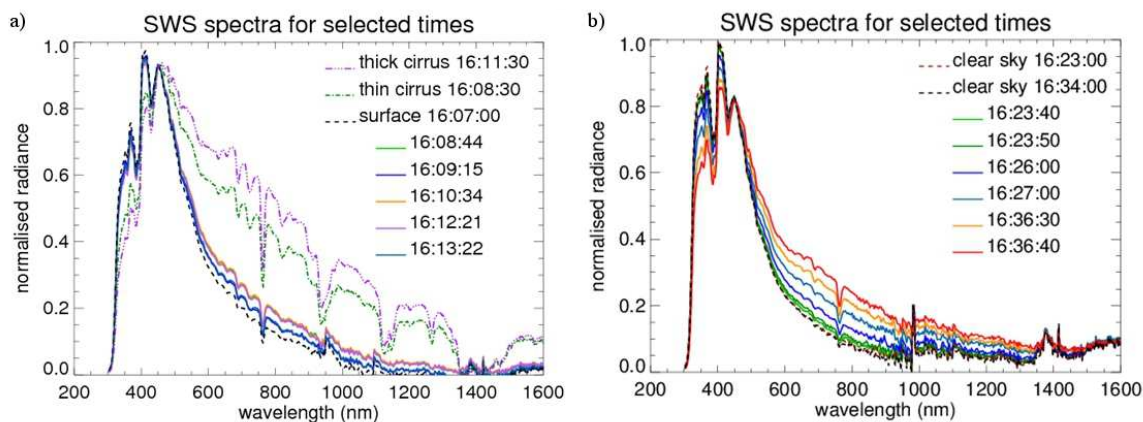 a)
SWS spectra for selected times
normalised radiance
1.0
0.8
0.6
0.4
0.2
0.0
thick cirrus 16:11:30
thin cirrus 16:08:30
surface 16:07:00
16:08:44
16:09:15
16:10:34
16:12:21
16:13:22
200 400 600 800 1000 1200 1400 1600
wavelength (nm)
b)
SWS spectra for selected times
normalised radiance
1.0
0.8
0.6
0.4
0.2
0.0
clear sky 16:23:00
clear sky 16:34:00
16:23:40
16:23:50
16:26:00
16:27:00
16:36:30
16:36:40
200 400 600 800 1000 1200 1400 1600
wavelength (nm)